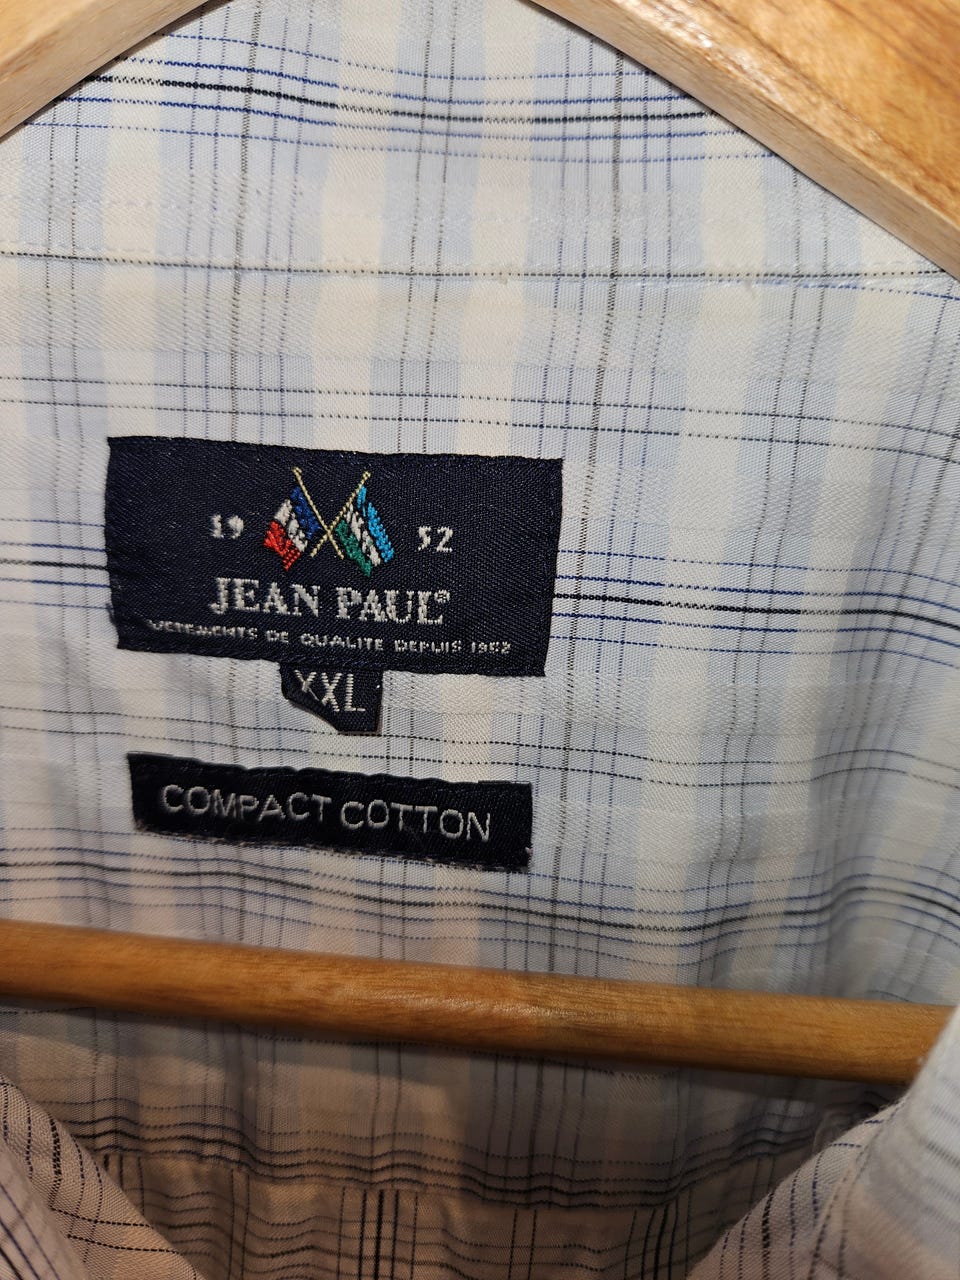 19 52
JEAN PAUL®
VETEMENTS DE QUALITE DEPUIS 1952
XXL
COMPACT COTTON